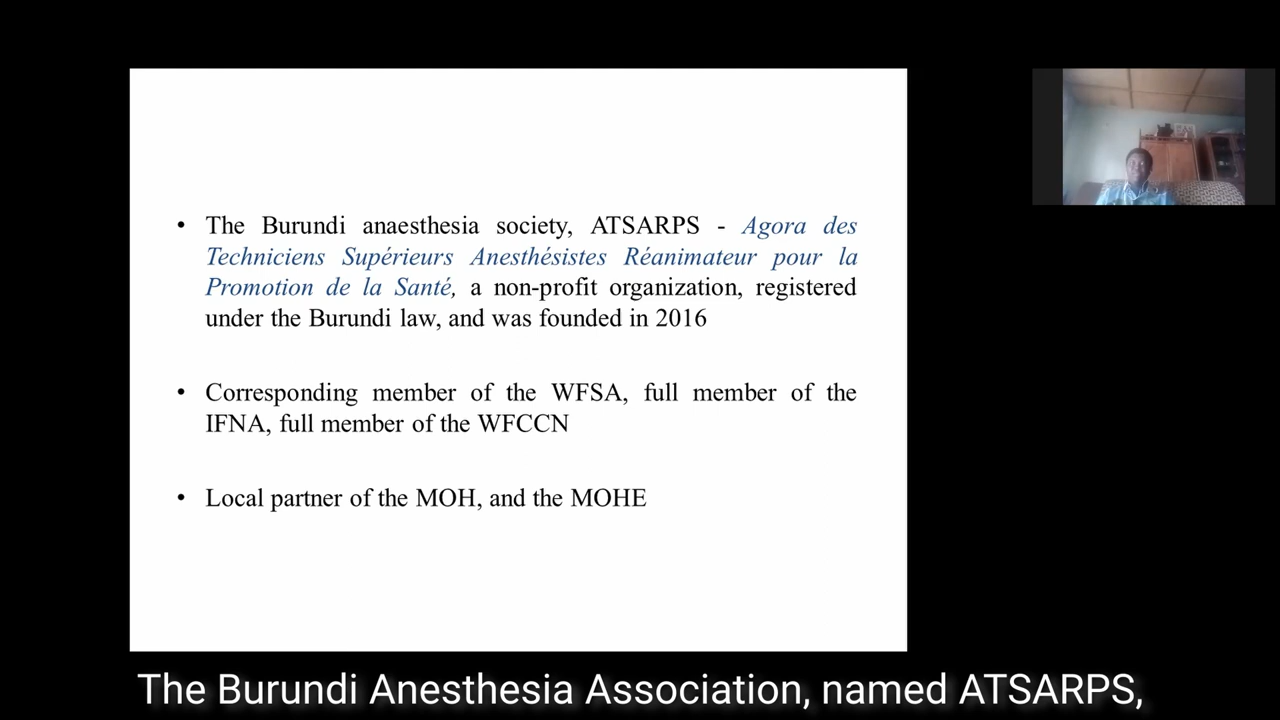 • The Burundi anaesthesia society, ATSARPS - Agora des
Techniciens Supérieurs Anesthésistes Réanimateur pour la
Promotion de la Santé, a non-profit organization, registered
under the Burundi law, and was founded in 2016
• Corresponding member of the WFSA, full member of the
IFNA, full member of the WFCCN
• Local partner of the MOH, and the MOHE
The Burundi Anesthesia Association, named ATSARPS,